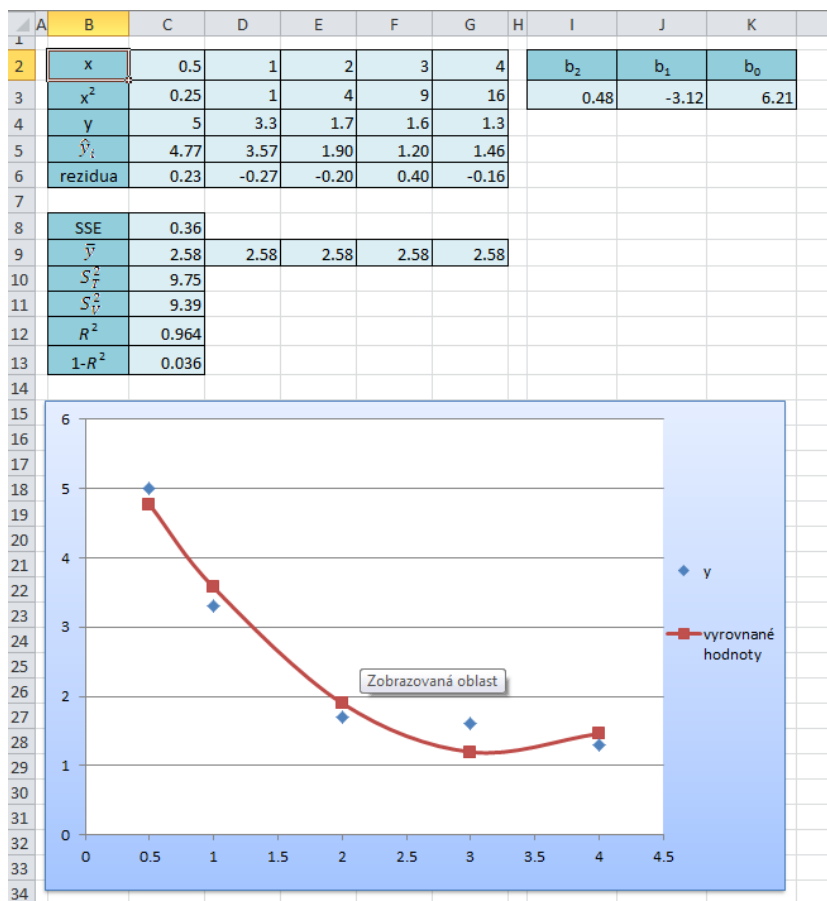 A B C D E F G H I J K
1
2 x 0.5 1 2 3 4 b₂ b₁ b₀
3 x² 0.25 1 4 9 16 0.48 -3.12 6.21
4 y 5 3.3 1.7 1.6 1.3
5 ŷᵢ 4.77 3.57 1.90 1.20 1.46
6 rezidua 0.23 -0.27 -0.20 0.40 -0.16
7
8 SSE 0.36
9 ȳ 2.58 2.58 2.58 2.58 2.58
10 S²_T 9.75
11 S²_V 9.39
12 R² 0.964
13 1-R² 0.036
14
15
16
17
18
19
20
21
22
23
24
25
26
27
28
29
30
31
32
33
34
6
5
4
3
2
1
0
0 0.5 1 1.5 2 2.5 3 3.5 4 4.5
Zobrazovaná oblast
y
vyrovnané
hodnoty